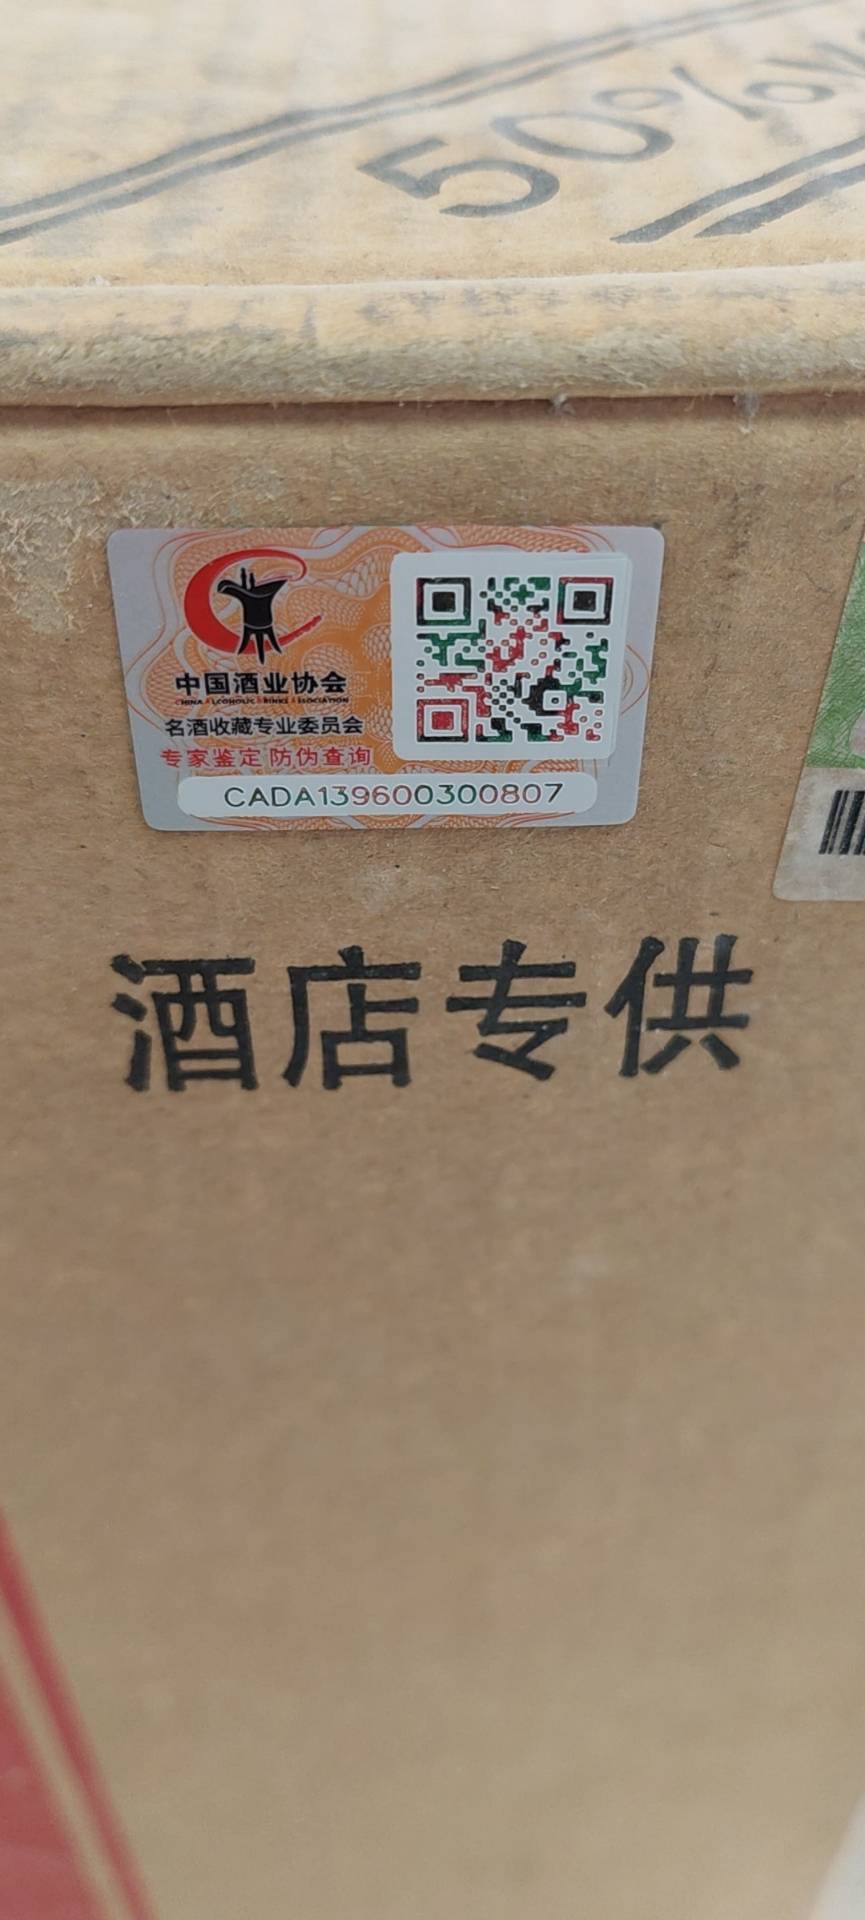 50%
中国酒业协会
CHINA ALCOHOLIC DRINKS ASSOCIATION
名酒收藏专业委员会
专家鉴定 防伪查询
CADA139600300807
酒店专供